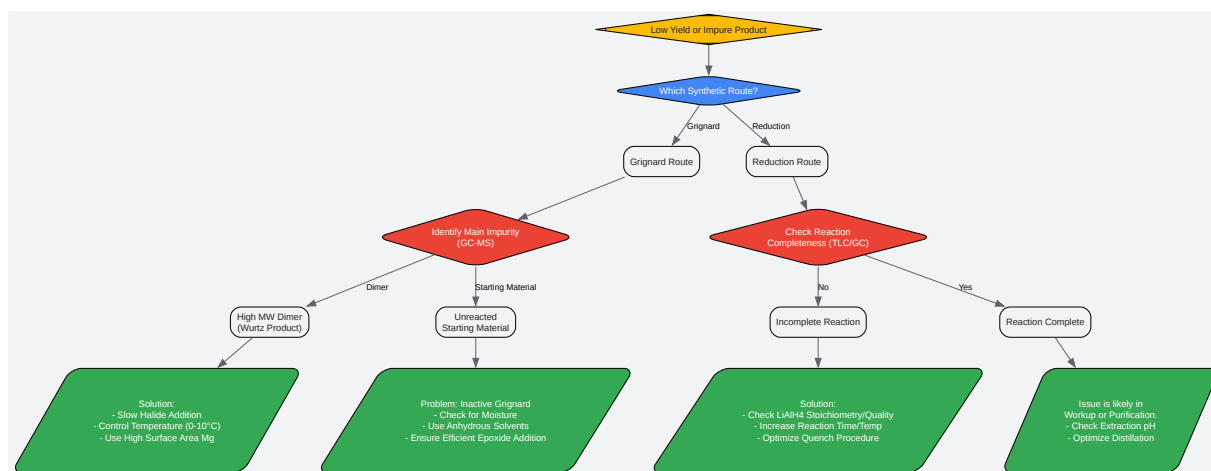 Low Yield or Impure Product
Which Synthetic Route?
Grignard
Reduction
Grignard Route
Reduction Route
Identify Main Impurity
(GC-MS)
Check Reaction
Completeness (TLC/GC)
Dimer
Starting Material
No
Yes
High MW Dimer
(Wurtz Product)
Unreacted
Starting Material
Incomplete Reaction
Reaction Complete
Solution:
- Slow Halide Addition
- Control Temperature (0-10°C)
- Use High Surface Area Mg
Problem: Inactive Grignard
- Check for Moisture
- Use Anhydrous Solvents
- Ensure Efficient Epoxide Addition
Solution:
- Check LiAlH4 Stoichiometry/Quality
- Increase Reaction Time/Temp
- Optimize Quench Procedure
Issue is likely in
Workup or Purification.
- Check Extraction pH
- Optimize Distillation